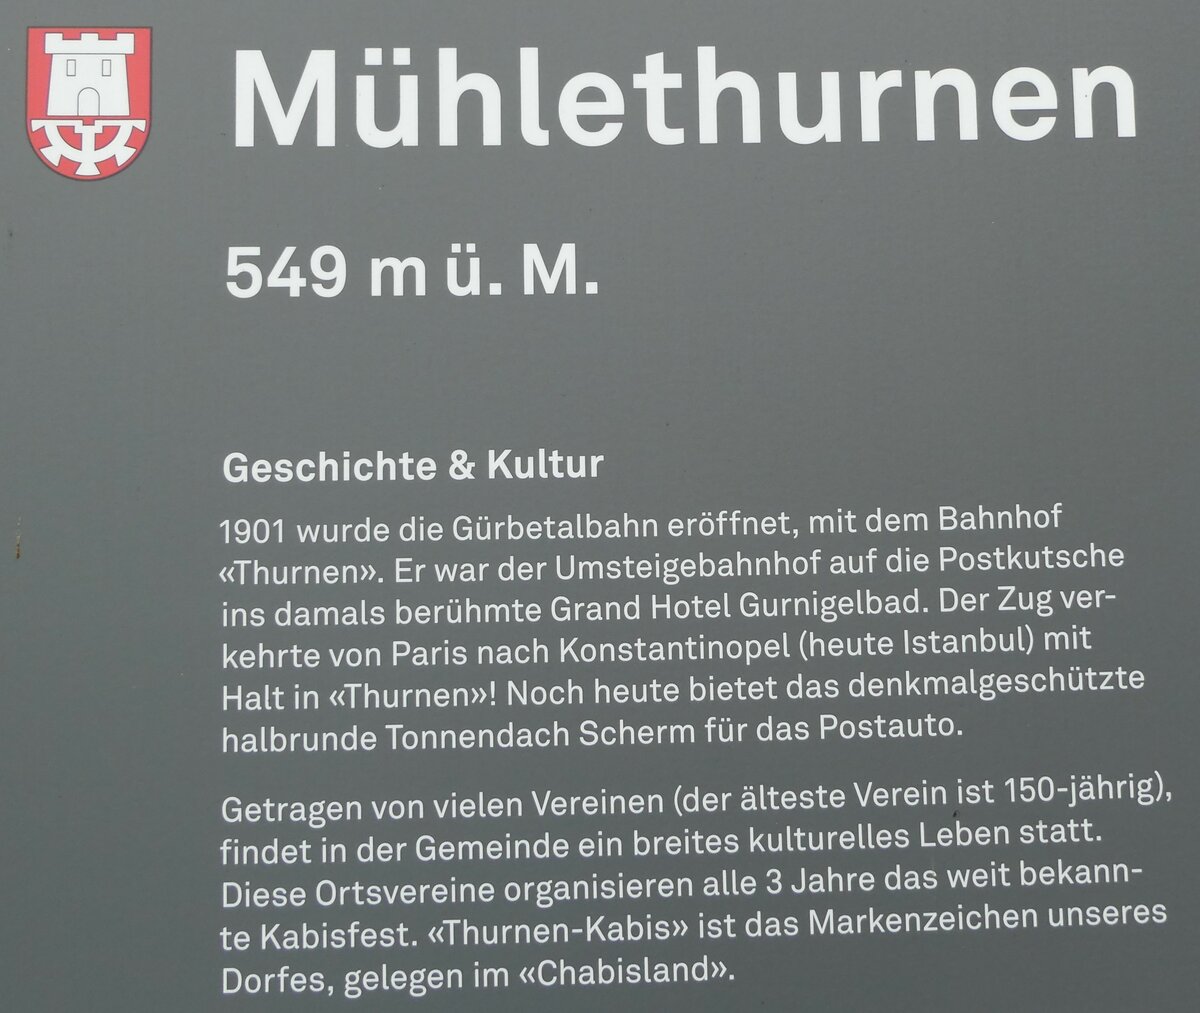 Mühlethurnen
549 m ü. M.
Geschichte & Kultur
1901 wurde die Gürbetalbahn eröffnet, mit dem Bahnhof
«Thurnen». Er war der Umsteigebahnhof auf die Postkutsche
ins damals berühmte Grand Hotel Gurnigelbad. Der Zug ver-
kehrte von Paris nach Konstantinopel (heute Istanbul) mit
Halt in «Thurnen»! Noch heute bietet das denkmalgeschützte
halbrunde Tonnendach Scherm für das Postauto.
Getragen von vielen Vereinen (der älteste Verein ist 150-jährig),
findet in der Gemeinde ein breites kulturelles Leben statt.
Diese Ortsvereine organisieren alle 3 Jahre das weit bekann-
te Kabisfest. «Thurnen-Kabis» ist das Markenzeichen unseres
Dorfes, gelegen im «Chabisland».